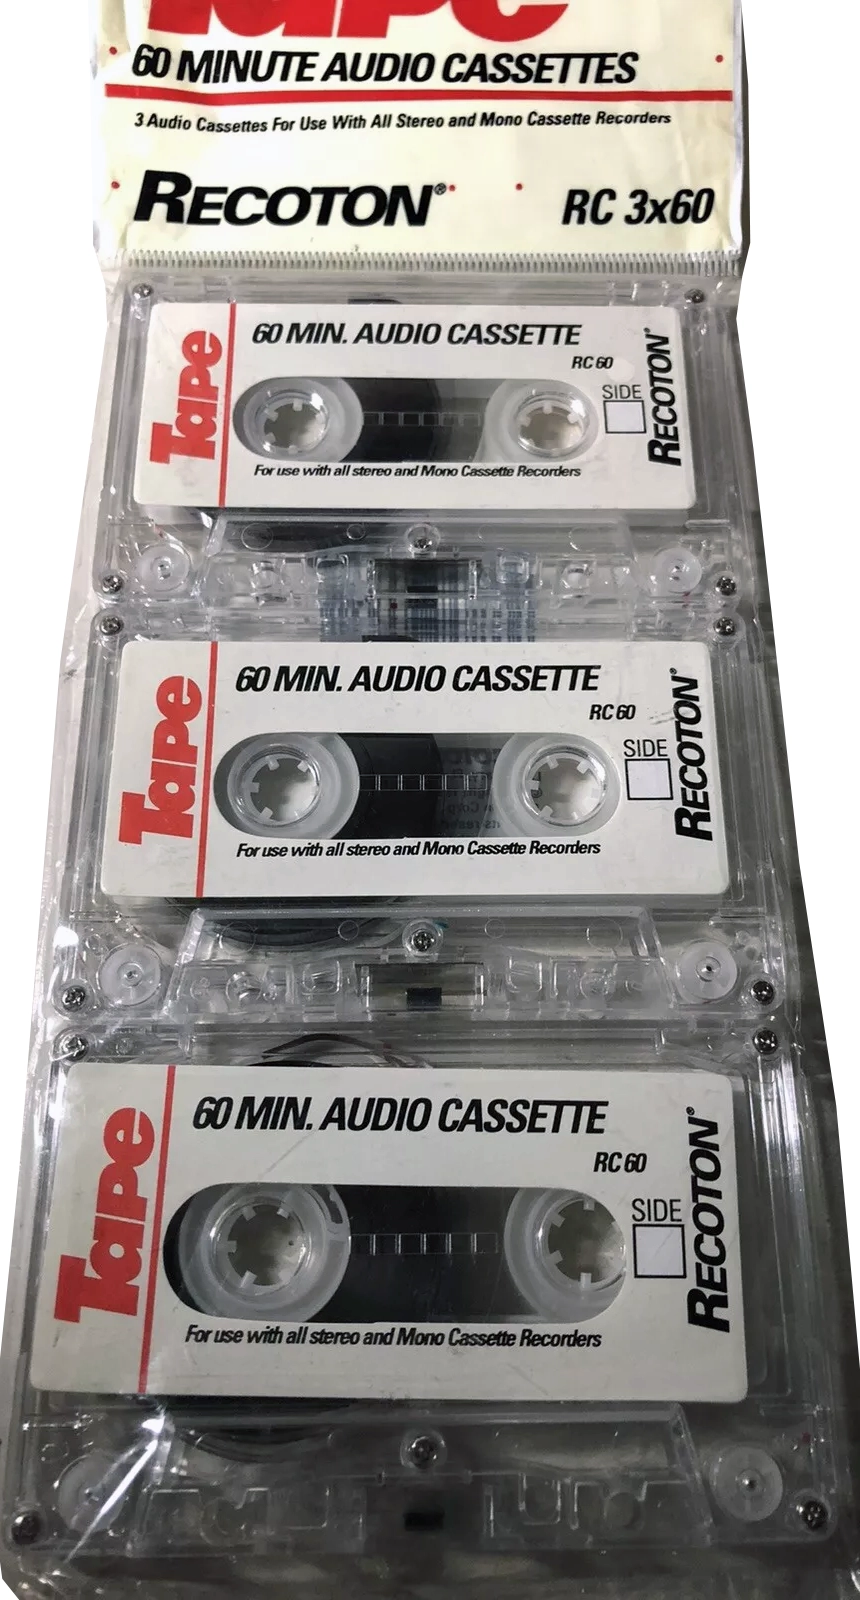 Tape
60 MINUTE AUDIO CASSETTES
3 Audio Cassettes For Use With All Stereo and Mono Cassette Recorders
RECOTON®
RC 3x60
Tape
60 MIN. AUDIO CASSETTE
RC 60
SIDE
RECOTON®
For use with all stereo and Mono Cassette Recorders
Tape
60 MIN. AUDIO CASSETTE
RC 60
SIDE
RECOTON®
For use with all stereo and Mono Cassette Recorders
Tape
60 MIN. AUDIO CASSETTE
RC 60
SIDE
RECOTON®
For use with all stereo and Mono Cassette Recorders